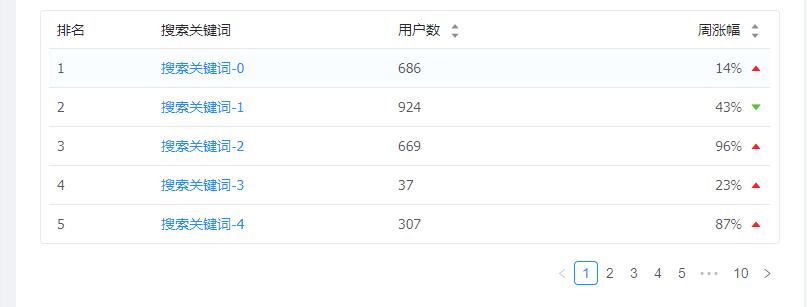 排名 搜索关键词 用户数 周涨幅
1 搜索关键词-0 686 14%
2 搜索关键词-1 924 43%
3 搜索关键词-2 669 96%
4 搜索关键词-3 37 23%
5 搜索关键词-4 307 87%
1 2 3 4 5 ••• 10